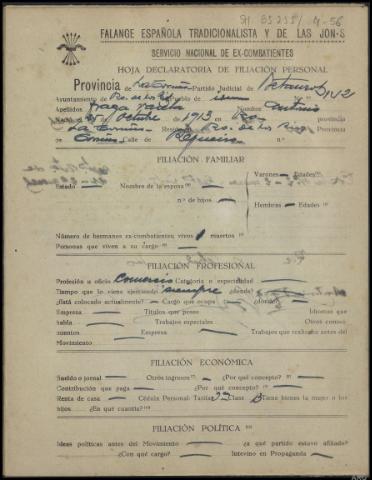 FALANGE ESPAÑOLA TRADICIONALISTA Y DE LAS JON-S
SERVICIO NACIONAL DE EX-COMBATIENTES
HOJA DECLARATORIA DE FILIACIÓN PERSONAL
Provincia de La Coruña Partido Judicial de Betanzos
Ayuntamiento de Pueblo de
Apellidos Fraga Varela Nombre Antonio
Nació el de Octubre de 1913 en provincia
La Coruña Residencia Provincia
Coruña Calle de
FILIACIÓN FAMILIAR
Estado Nombre de la esposa
Varones Edades
n.º de hijos
Hembras Edades
Número de hermanos ex-combatientes, vivos muertos
Personas que viven a su cargo
FILIACIÓN PROFESIONAL
Profesión u oficio Comercio Categoría o especialidad
Tiempo que lo viene ejerciendo siempre dónde?
¿Está colocado actualmente? Cargo que ocupa ¿dónde?
Empresa Títulos que posee Idiomas que
habla Trabajos especiales Otros conoci-
mientos Empresa Trabajos que realizaba antes del
Movimiento.
FILIACIÓN ECONÓMICA
Sueldo o jornal Otros ingresos ¿Por qué concepto?
Contribución que paga ¿Por qué concepto?
Renta de casa Cédula Personal: Tarifa Clase Tiene bienes la mujer o los
hijos ¿En qué cuantía?
FILIACIÓN POLÍTICA
Ideas políticas antes del Movimiento ¿a qué partido estuvo afiliado?
¿Con qué cargo? Intervino en Propaganda